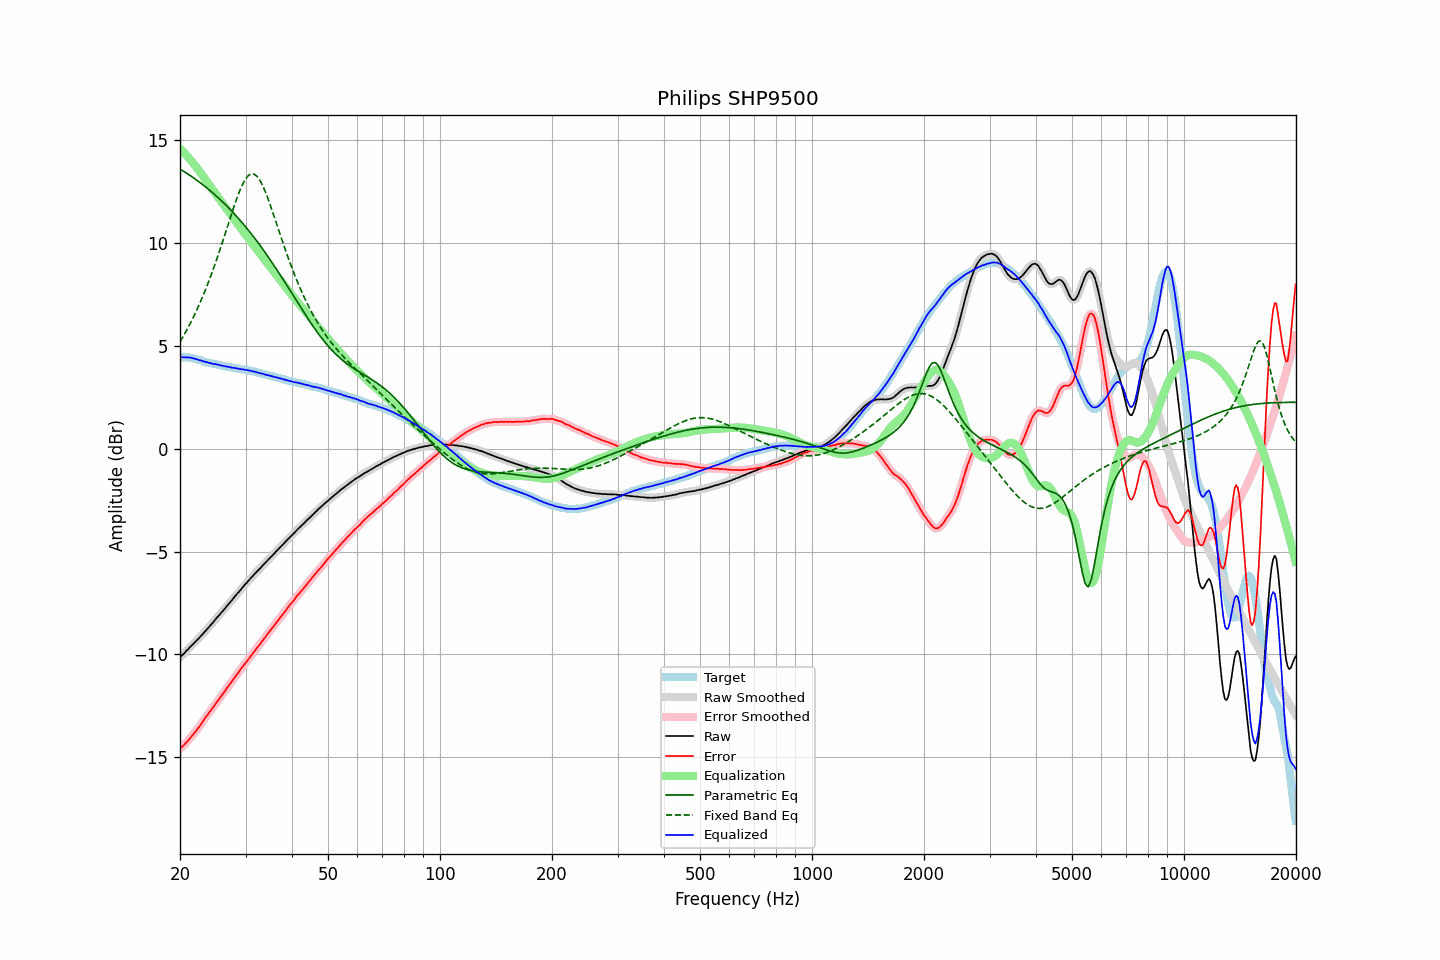 Philips SHP9500
Amplitude (dBr)
15
10
5
0
−5
−10
−15
Target
Raw Smoothed
Error Smoothed
Raw
Error
Equalization
Parametric Eq
Fixed Band Eq
Equalized
20 50 100 200 500 1000 2000 5000 10000 20000
Frequency (Hz)